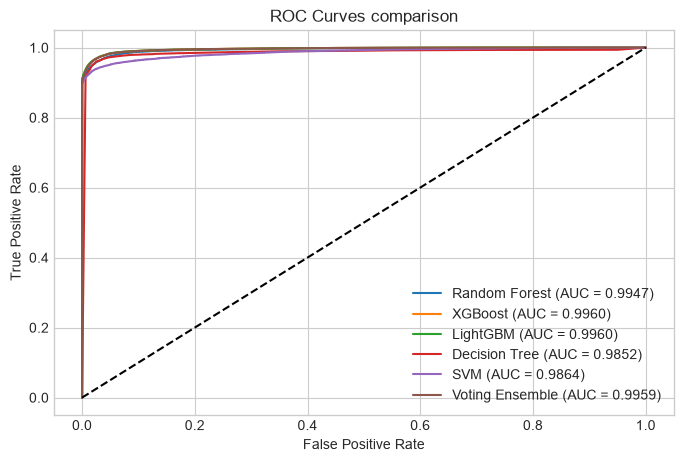 ROC Curves comparison
True Positive Rate
1.0
0.8
0.6
0.4
0.2
0.0
Random Forest (AUC = 0.9947)
XGBoost (AUC = 0.9960)
LightGBM (AUC = 0.9960)
Decision Tree (AUC = 0.9852)
SVM (AUC = 0.9864)
Voting Ensemble (AUC = 0.9959)
0.0 0.2 0.4 0.6 0.8 1.0
False Positive Rate